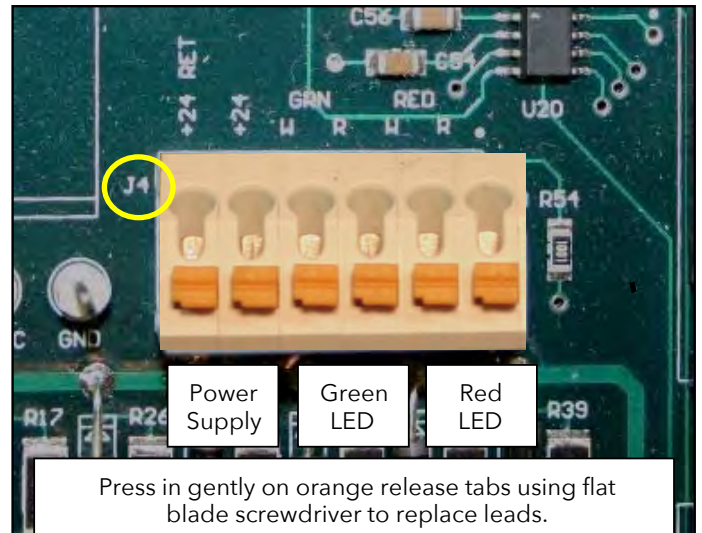 C56
C54
+24 RET
+24
GRN
RED
W R W R
U20
J4
R54
1001
C GND
Power
Supply
Green
LED
Red
LED
R17
R26
R39
Press in gently on orange release tabs using flat
blade screwdriver to replace leads.